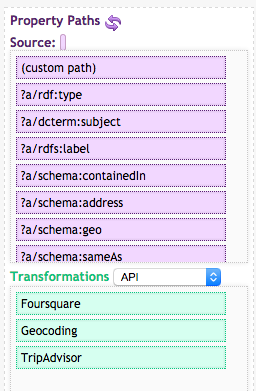 Property Paths
Source:
(custom path)
?a/rdf:type
?a/dcterm:subject
?a/rdfs:label
?a/schema:containedIn
?a/schema:address
?a/schema:geo
?a/schema:sameAs
Transformations API
Foursquare
Geocoding
TripAdvisor